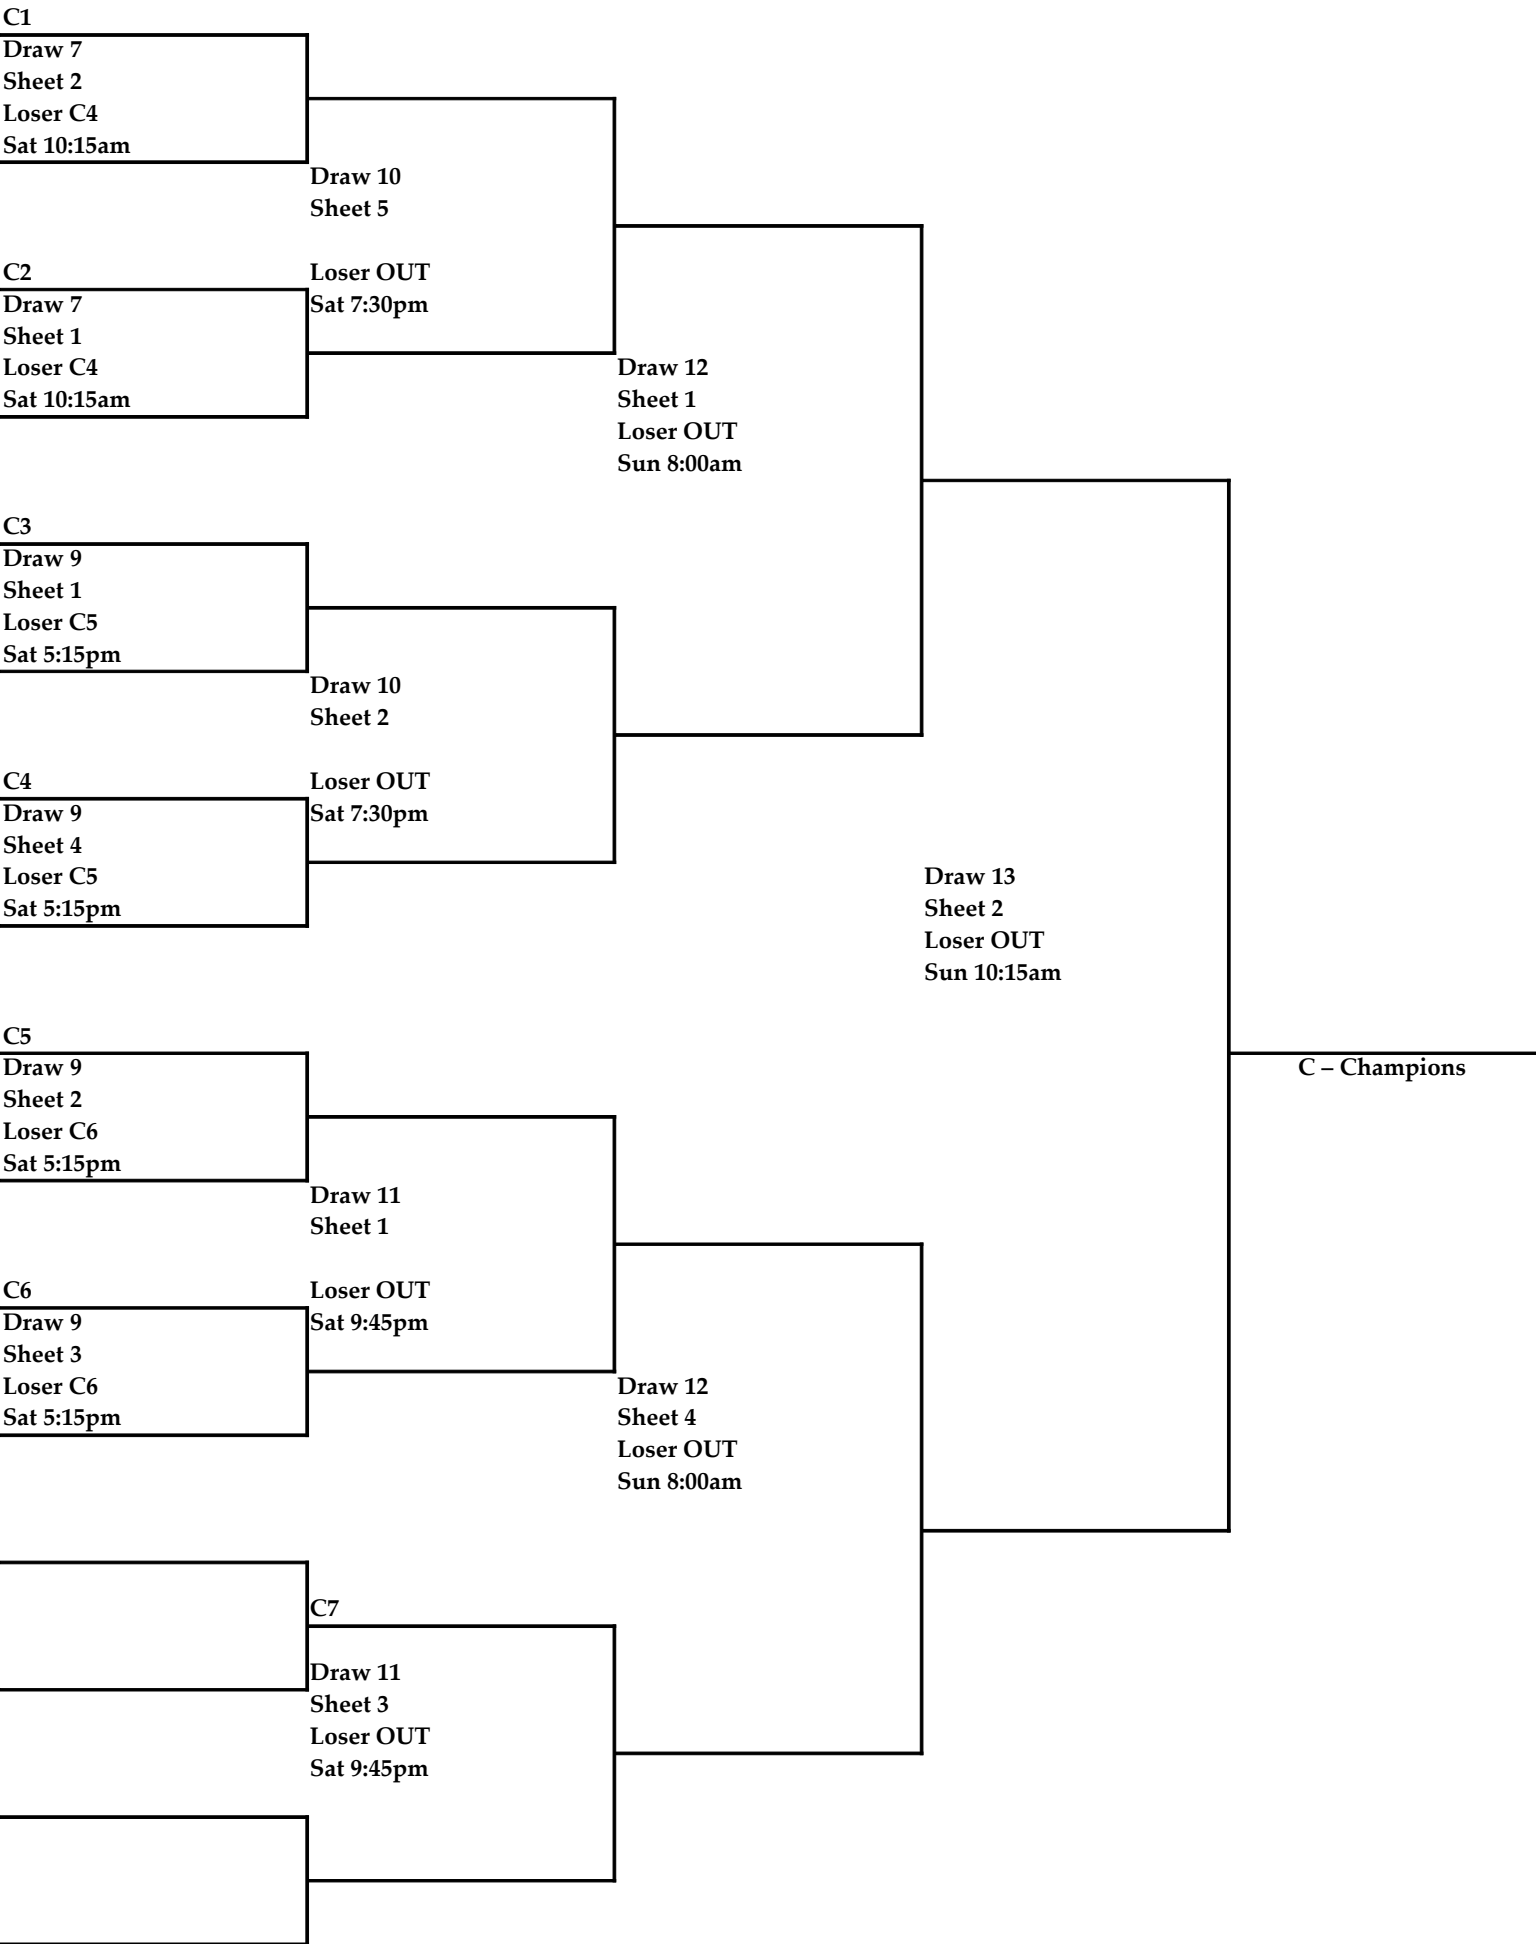 C1
Draw 7
Sheet 2
Loser C4
Sat 10:15am
Draw 10
Sheet 5
Loser OUT
Sat 7:30pm
C2
Draw 7
Sheet 1
Loser C4
Sat 10:15am
Draw 12
Sheet 1
Loser OUT
Sun 8:00am
C3
Draw 9
Sheet 1
Loser C5
Sat 5:15pm
Draw 10
Sheet 2
Loser OUT
Sat 7:30pm
C4
Draw 9
Sheet 4
Loser C5
Sat 5:15pm
Draw 13
Sheet 2
Loser OUT
Sun 10:15am
C – Champions
C5
Draw 9
Sheet 2
Loser C6
Sat 5:15pm
Draw 11
Sheet 1
Loser OUT
Sat 9:45pm
C6
Draw 9
Sheet 3
Loser C6
Sat 5:15pm
Draw 12
Sheet 4
Loser OUT
Sun 8:00am
C7
Draw 11
Sheet 3
Loser OUT
Sat 9:45pm